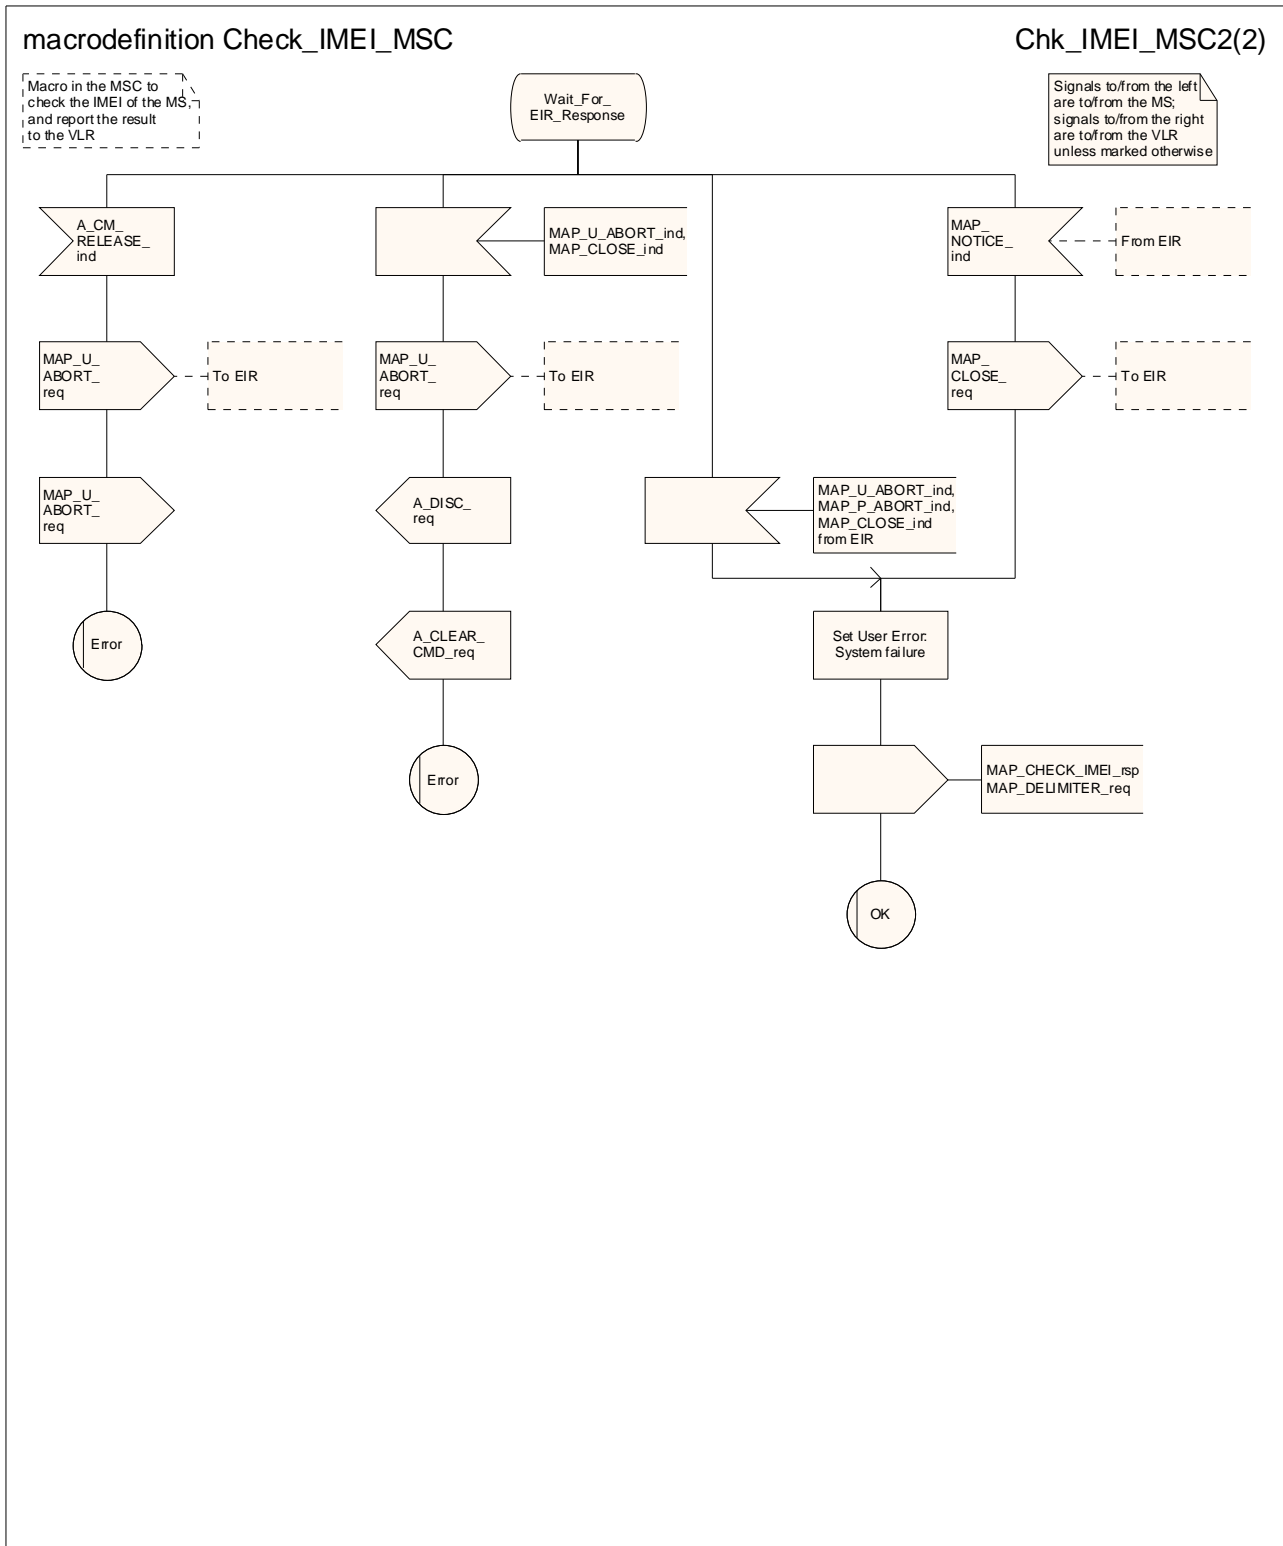 macrodefinition Check_IMEI_MSC
Chk_IMEI_MSC2(2)
Macro in the MSC to
check the IMEI of the MS,
and report the result
to the VLR
Wait_For_
EIR_Response
Signals to/from the left
are to/from the MS;
signals to/from the right
are to/from the VLR
unless marked otherwise
A_CM_
RELEASE_
ind
MAP_U_ABORT_ind,
MAP_CLOSE_ind
MAP_
NOTICE_
ind
From EIR
MAP_U_
ABORT_
req
To EIR
MAP_U_
ABORT_
req
To EIR
MAP_
CLOSE_
req
To EIR
MAP_U_
ABORT_
req
A_DISC_
req
MAP_U_ABORT_ind,
MAP_P_ABORT_ind,
MAP_CLOSE_ind
from EIR
Error
A_CLEAR_
CMD_req
Set User Error:
System failure
Error
MAP_CHECK_IMEI_rsp
MAP_DELIMITER_req
OK